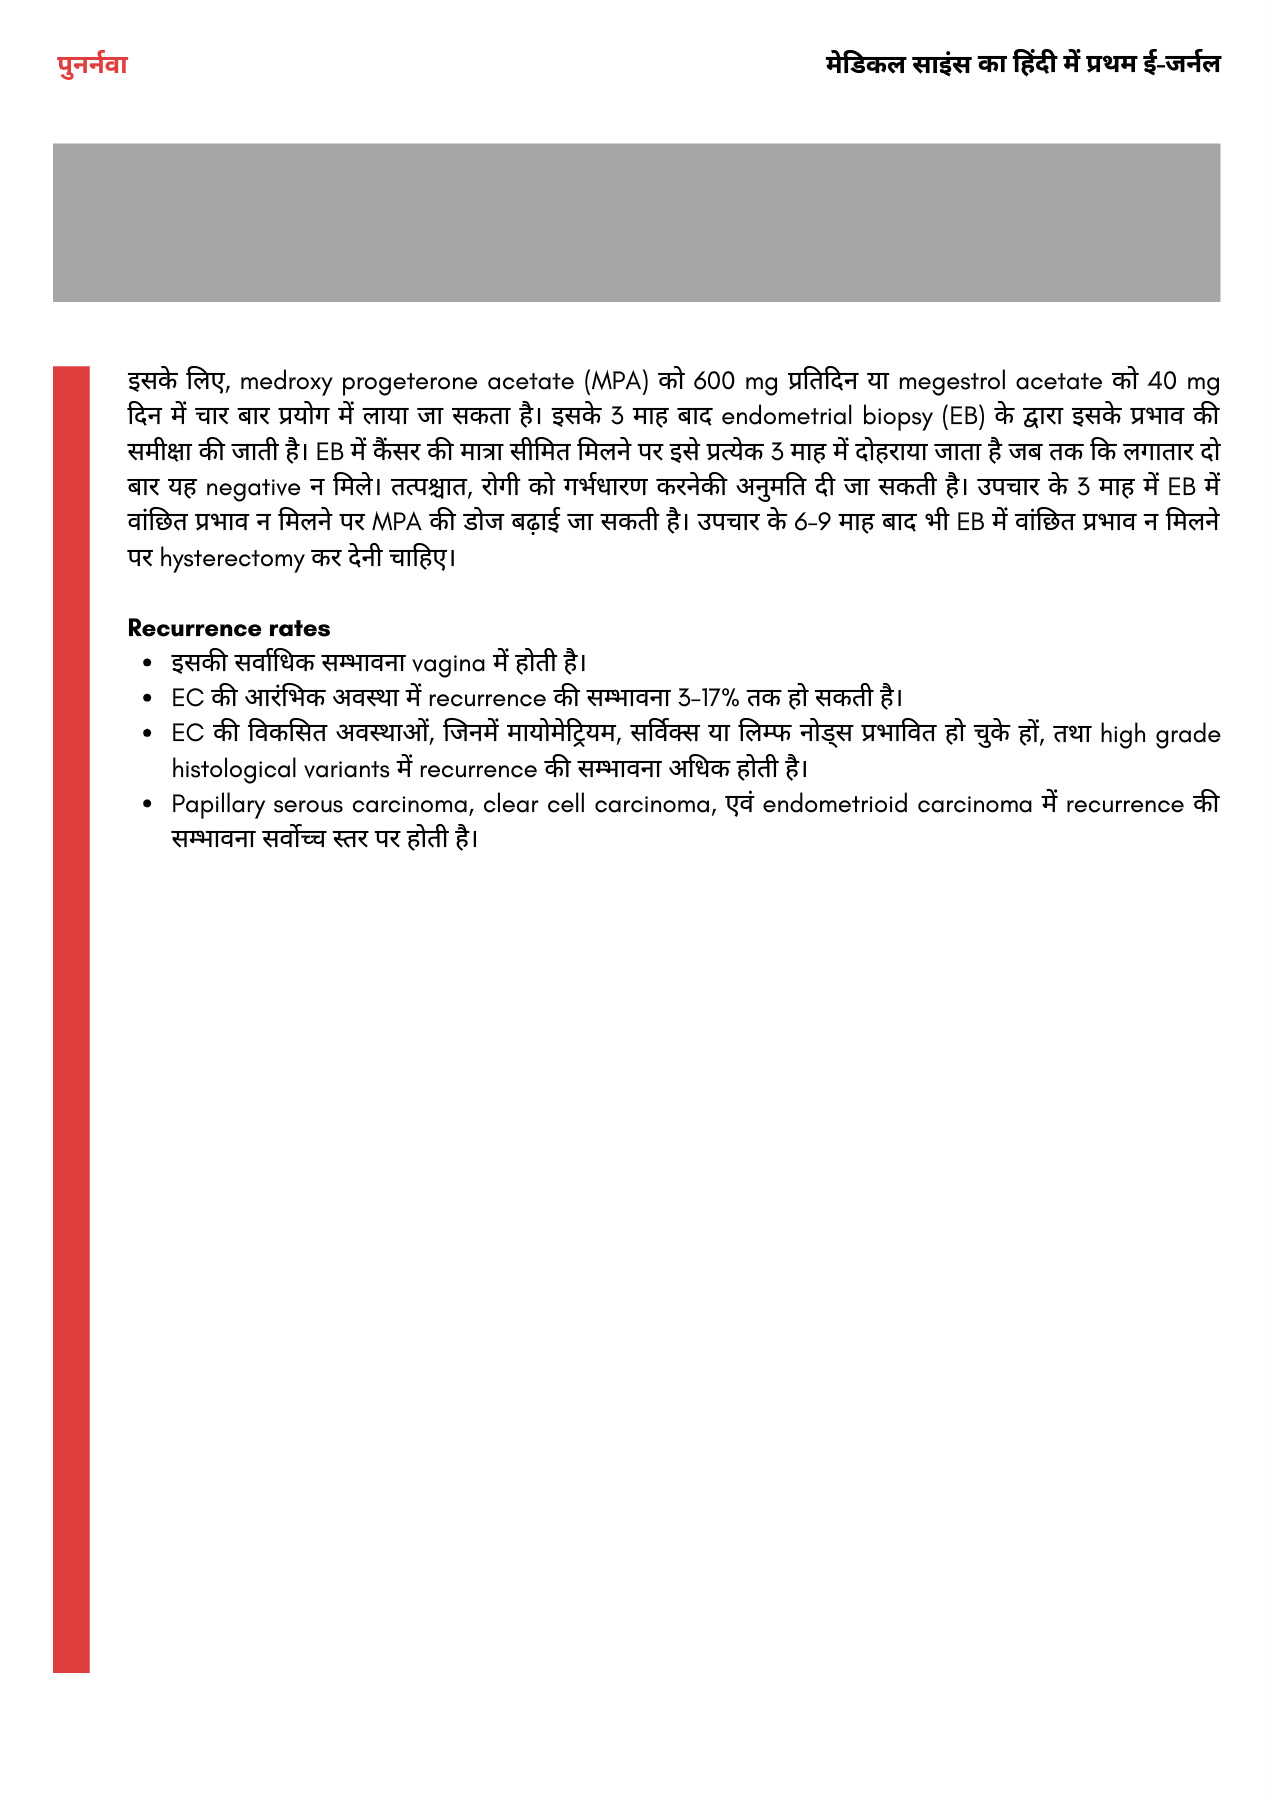 पुनर्नवा
मेडिकल साइंस का हिंदी में प्रथम ई-जर्नल
इसके लिए, medroxy progeterone acetate (MPA) को 600 mg प्रतिदिन या megestrol acetate को 40 mg
दिन में चार बार प्रयोग में लाया जा सकता है। इसके 3 माह बाद endometrial biopsy (EB) के द्वारा इसके प्रभाव की
समीक्षा की जाती है। EB में कैंसर की मात्रा सीमित मिलने पर इसे प्रत्येक 3 माह में दोहराया जाता है जब तक कि लगातार दो
बार यह negative न मिले। तत्पश्चात, रोगी को गर्भधारण करनेकी अनुमति दी जा सकती है। उपचार के 3 माह में EB में
वांछित प्रभाव न मिलने पर MPA की डोज बढ़ाई जा सकती है। उपचार के 6-9 माह बाद भी EB में वांछित प्रभाव न मिलने
पर hysterectomy कर देनी चाहिए।
Recurrence rates
• इसकी सर्वाधिक सम्भावना vagina में होती है।
• EC की आरंभिक अवस्था में recurrence की सम्भावना 3-17% तक हो सकती है।
• EC की विकसित अवस्थाओं, जिनमें मायोमेट्रियम, सर्विक्स या लिम्फ नोड्स प्रभावित हो चुके हों, तथा high grade
histological variants में recurrence की सम्भावना अधिक होती है।
• Papillary serous carcinoma, clear cell carcinoma, एवं endometrioid carcinoma में recurrence की
सम्भावना सर्वोच्च स्तर पर होती है।